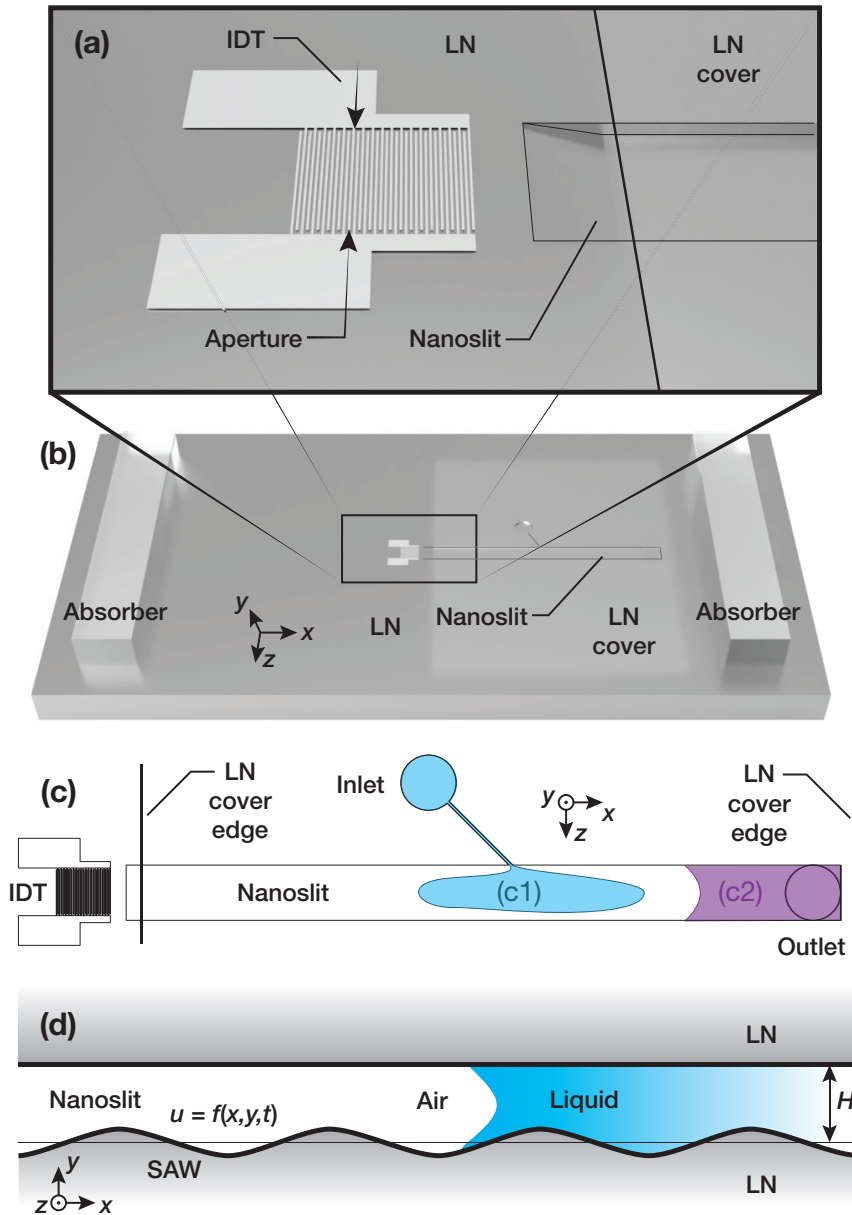 (a)
IDT
LN
LN
cover
Aperture
Nanoslit
(b)
Absorber
y
x
z
LN
Nanoslit
LN
cover
Absorber
(c)
LN
cover
edge
Inlet
y
x
z
LN
cover
edge
IDT
Nanoslit
(c1)
(c2)
Outlet
(d)
LN
Nanoslit
u = f(x,y,t)
Air
Liquid
H
SAW
y
z
x
LN